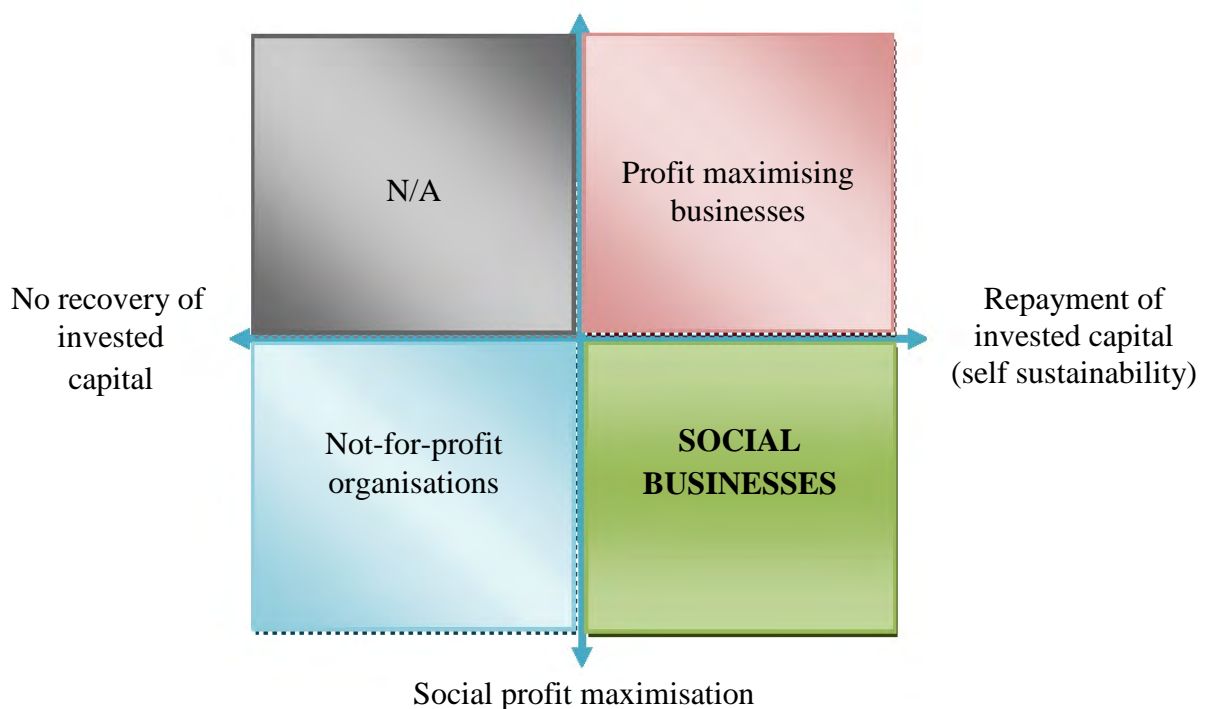 N/A
Profit maximising
businesses
No recovery of
invested
capital
Repayment of
invested capital
(self sustainability)
Not-for-profit
organisations
SOCIAL
BUSINESSES
Social profit maximisation